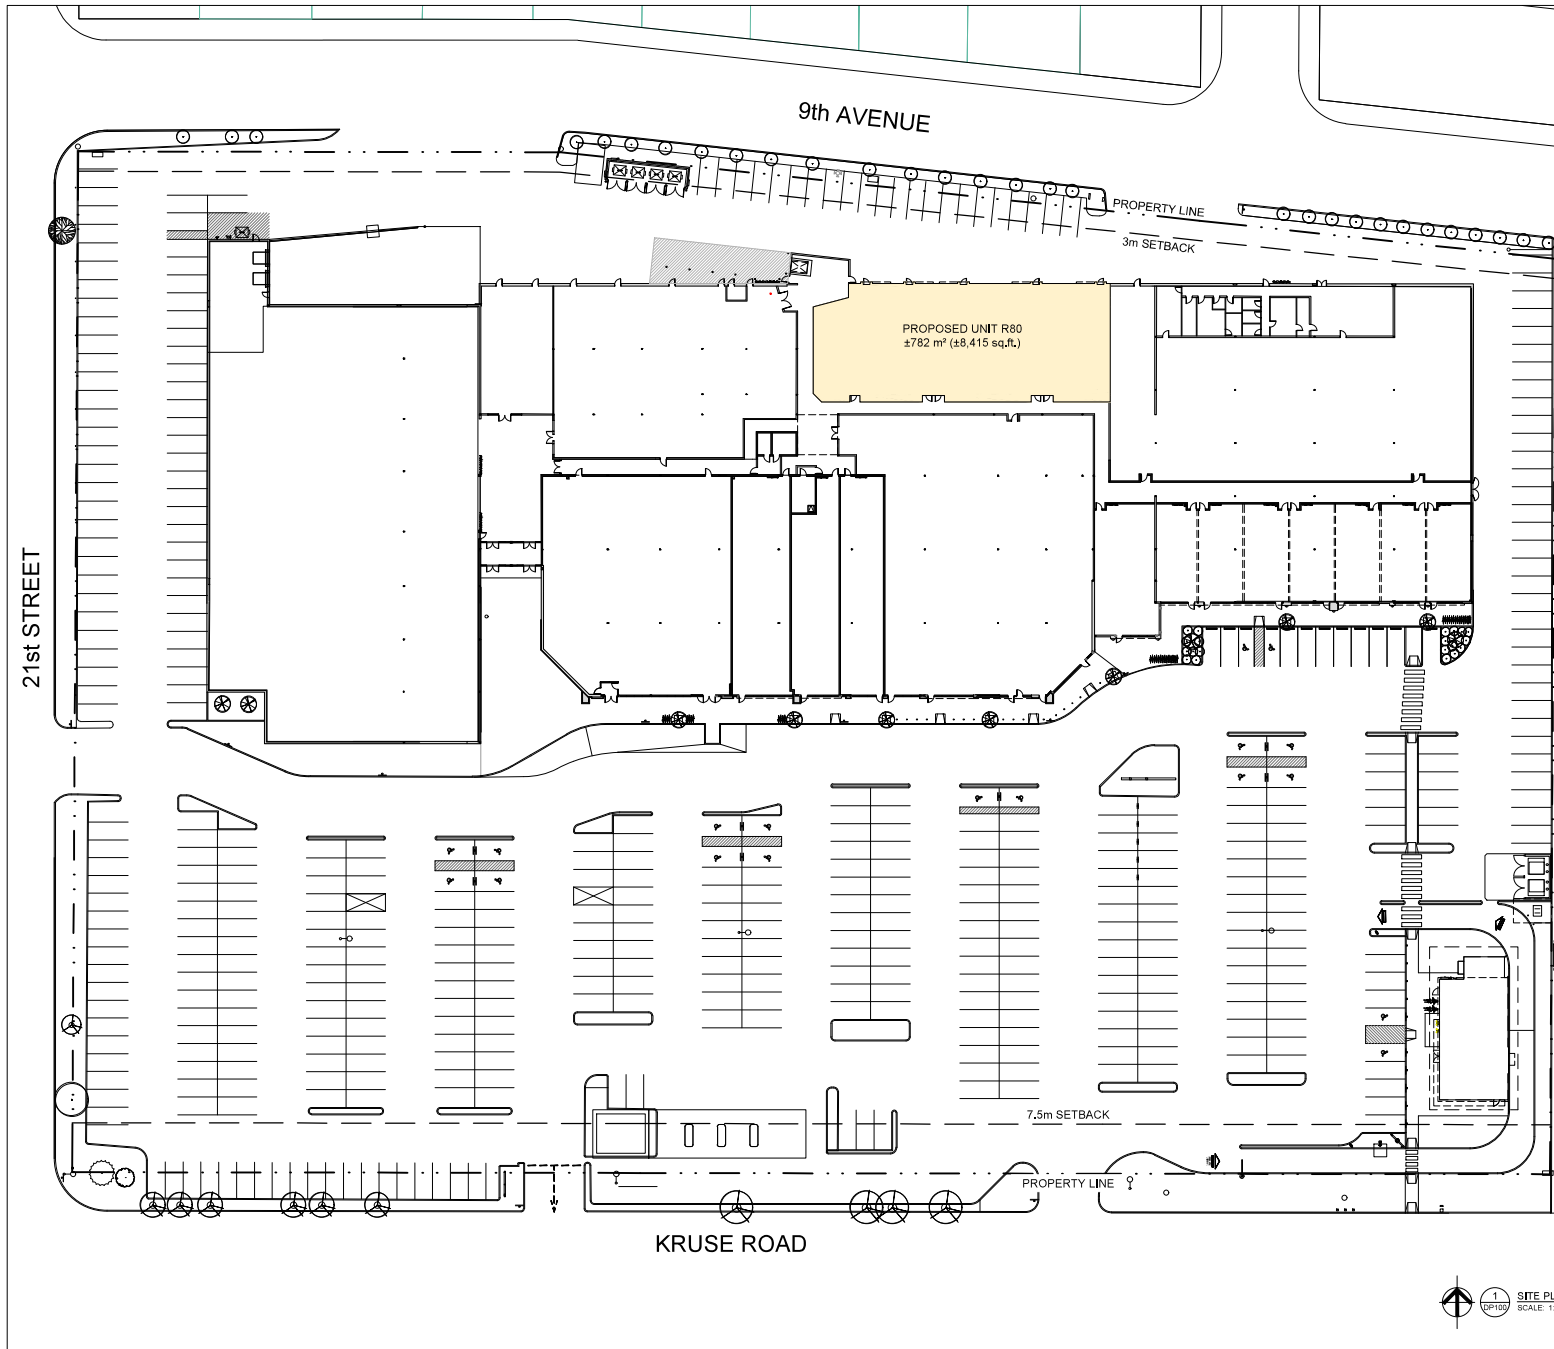 9th AVENUE
PROPERTY LINE
3m SETBACK
PROPOSED UNIT R80
±782 m² (±8,415 sq.ft.)
21st STREET
7.5m SETBACK
PROPERTY LINE
KRUSE ROAD
1
DP100
SITE PL
SCALE: 1: